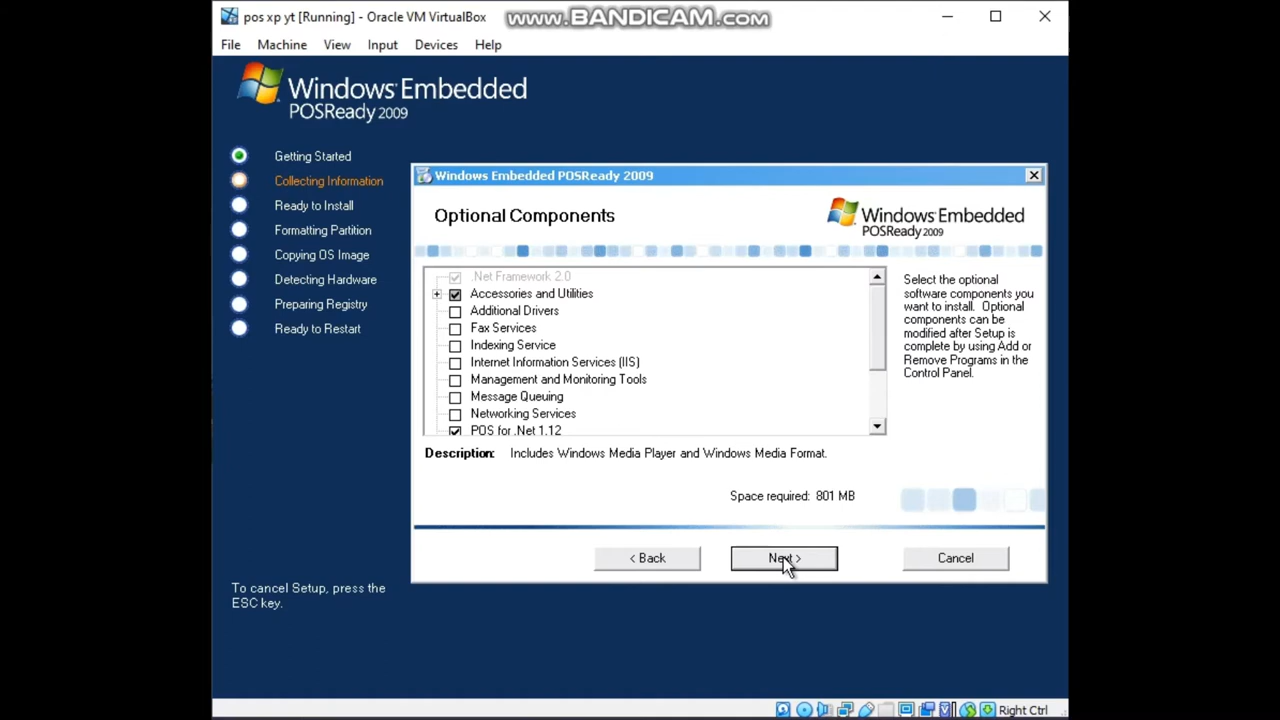 pos xp yt [Running] - Oracle VM VirtualBox
www.BANDICAM.com
File Machine View Input Devices Help
Windows Embedded
POSReady 2009
Getting Started
Collecting Information
Ready to Install
Formatting Partition
Copying OS Image
Detecting Hardware
Preparing Registry
Ready to Restart
To cancel Setup, press the
ESC key.
Windows Embedded POSReady 2009
Optional Components
Windows Embedded
POSReady 2009
.Net Framework 2.0
Accessories and Utilities
Additional Drivers
Fax Services
Indexing Service
Internet Information Services (IIS)
Management and Monitoring Tools
Message Queuing
Networking Services
POS for .Net 1.12
Select the optional
software components you
want to install. Optional
components can be
modified after Setup is
complete by using Add or
Remove Programs in the
Control Panel.
Description: Includes Windows Media Player and Windows Media Format.
Space required: 801 MB
< Back Next > Cancel
Right Ctrl